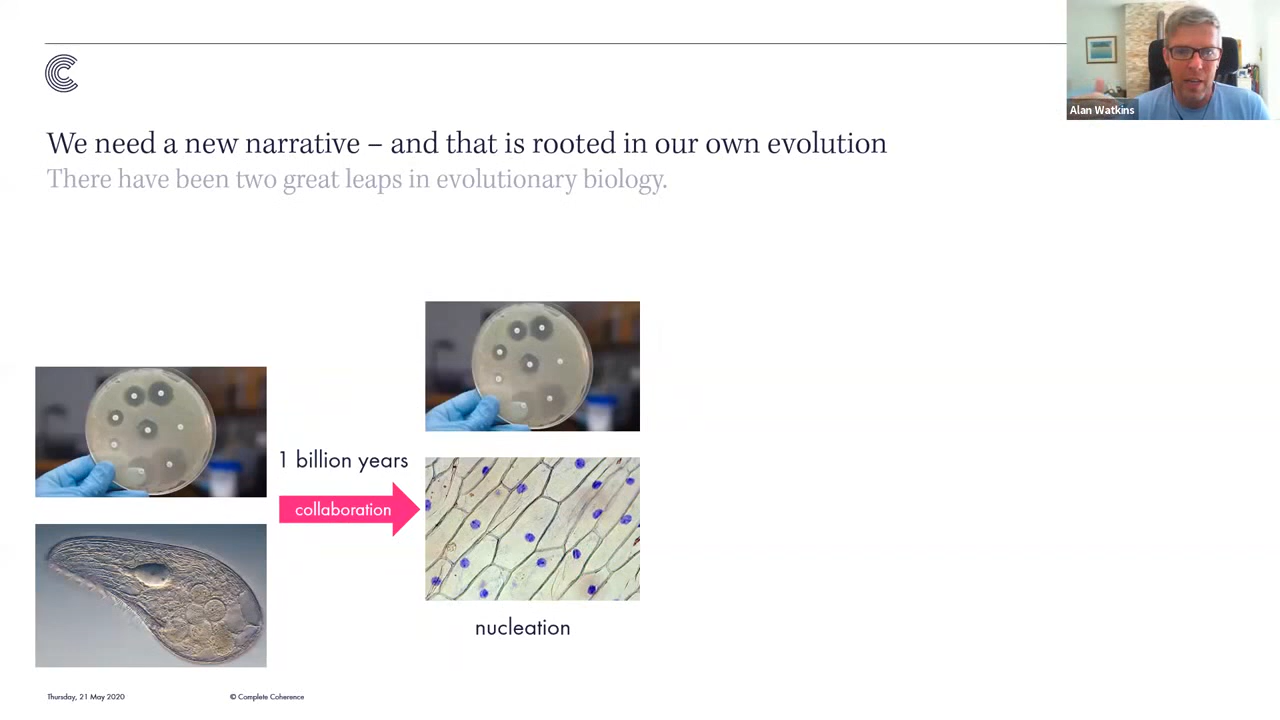 Alan Watkins
We need a new narrative – and that is rooted in our own evolution
There have been two great leaps in evolutionary biology.
1 billion years
collaboration
nucleation
Thursday, 21 May 2020
© Complete Coherence